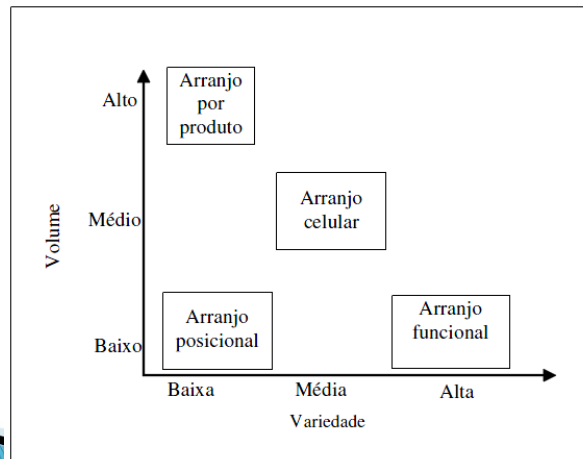 Volume
Alto
Médio
Baixo
Arranjo
por
produto
Arranjo
celular
Arranjo
posicional
Arranjo
funcional
Baixa
Média
Alta
Variedade